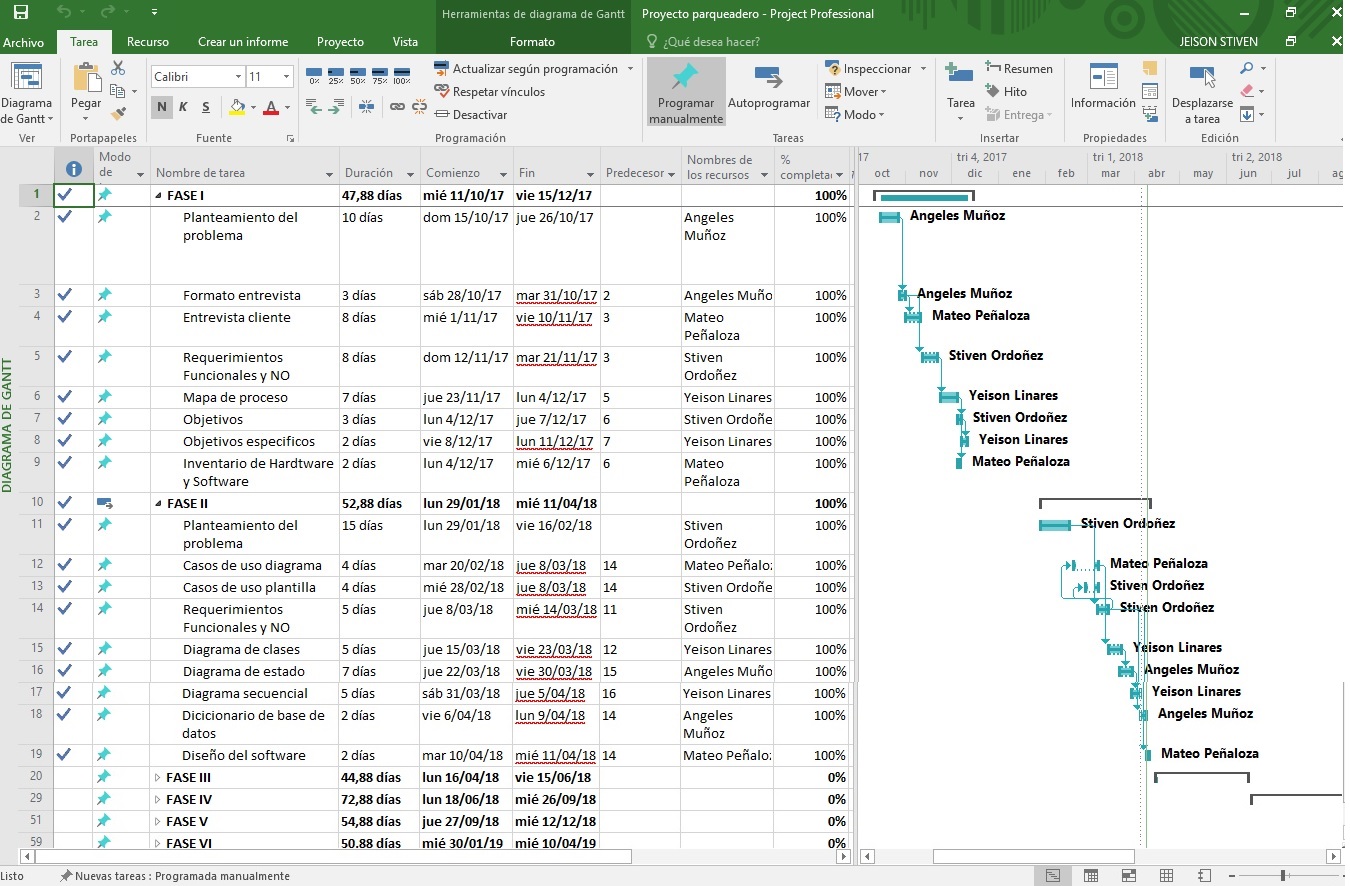 Herramientas de diagrama de Gantt
Proyecto parqueadero - Project Professional
Archivo
Tarea
Recurso
Crear un informe
Proyecto
Vista
Formato
¿Qué desea hacer?
JEISON STIVEN
Diagrama
de Gantt
Pegar
Calibri
11
N K S
A
0% 25% 50% 75% 100%
Actualizar según programación
Respetar vínculos
Desactivar
Programar
manualmente
Autoprogramar
Inspeccionar
Mover
Modo
Tarea
Resumen
Hito
Entrega
Información
Desplazarse
a tarea
Ver
Portapapeles
Fuente
Programación
Tareas
Insertar
Propiedades
Edición
Modo de
Nombre de tarea
Duración
Comienzo
Fin
Predecesor
Nombres de los recursos
% completa
17
tri 4, 2017
tri 1, 2018
tri 2, 2018
oct nov dic ene feb mar abr may jun jul ag
DIAGRAMA DE GANTT
1 FASE I 47,88 días mié 11/10/17 vie 15/12/17 100%
2 Planteamiento del problema 10 días dom 15/10/17 jue 26/10/17 Angeles Muñoz 100% Angeles Muñoz
3 Formato entrevista 3 días sáb 28/10/17 mar 31/10/17 2 Angeles Muño 100% Angeles Muñoz
4 Entrevista cliente 8 días mié 1/11/17 vie 10/11/17 3 Mateo Peñaloza 100% Mateo Peñaloza
5 Requerimientos Funcionales y NO 8 días dom 12/11/17 mar 21/11/17 3 Stiven Ordoñez 100% Stiven Ordoñez
6 Mapa de proceso 7 días jue 23/11/17 lun 4/12/17 5 Yeison Linares 100% Yeison Linares
7 Objetivos 3 días lun 4/12/17 jue 7/12/17 6 Stiven Ordoñe 100% Stiven Ordoñez
8 Objetivos especificos 2 días vie 8/12/17 lun 11/12/17 7 Yeison Linares 100% Yeison Linares
9 Inventario de Hardtware y Software 2 días lun 4/12/17 mié 6/12/17 6 Mateo Peñaloza 100% Mateo Peñaloza
10 FASE II 52,88 días lun 29/01/18 mié 11/04/18 100%
11 Planteamiento del problema 15 días lun 29/01/18 vie 16/02/18 Stiven Ordoñez 100% Stiven Ordoñez
12 Casos de uso diagrama 4 días mar 20/02/18 jue 8/03/18 14 Mateo Peñalo 100% Mateo Peñaloza
13 Casos de uso plantilla 4 días mié 28/02/18 jue 8/03/18 14 Stiven Ordoñe 100% Stiven Ordoñez
14 Requerimientos Funcionales y NO 5 días jue 8/03/18 mié 14/03/18 11 Stiven Ordoñez 100% Stiven Ordoñez
15 Diagrama de clases 5 días jue 15/03/18 vie 23/03/18 12 Yeison Linares 100% Yeison Linares
16 Diagrama de estado 7 días jue 22/03/18 vie 30/03/18 15 Angeles Muño 100% Angeles Muñoz
17 Diagrama secuencial 5 días sáb 31/03/18 jue 5/04/18 16 Yeison Linares 100% Yeison Linares
18 Dicicionario de base de datos 2 días vie 6/04/18 lun 9/04/18 14 Angeles Muñoz 100% Angeles Muñoz
19 Diseño del software 2 días mar 10/04/18 mié 11/04/18 14 Mateo Peñalo 100% Mateo Peñaloza
20 FASE III 44,88 días lun 16/04/18 vie 15/06/18 0%
29 FASE IV 72,88 días lun 18/06/18 mié 26/09/18 0%
51 FASE V 54,88 días jue 27/09/18 mié 12/12/18 0%
59 FASE VI 50,88 días mié 30/01/19 mié 10/04/19 0%
Listo
Nuevas tareas : Programada manualmente